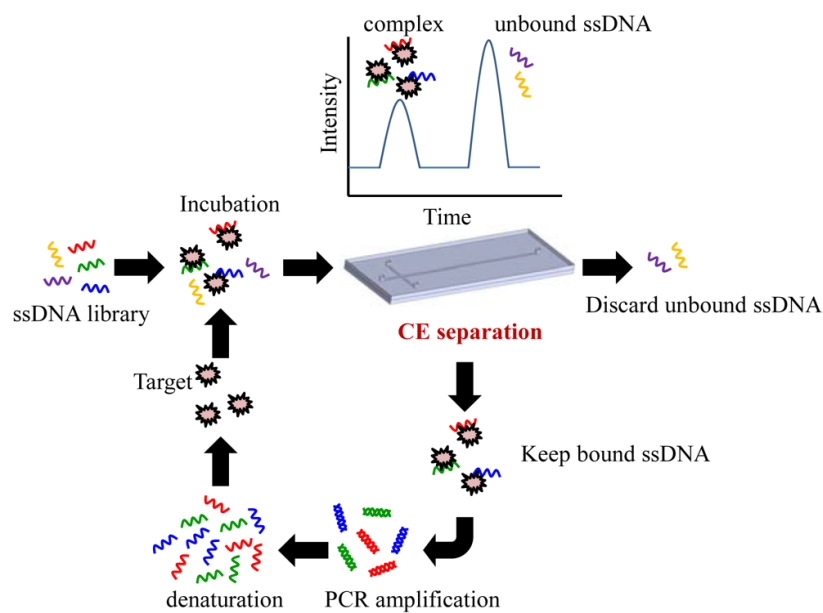 complex
unbound ssDNA
Intensity
Time
Incubation
ssDNA library
CE separation
Discard unbound ssDNA
Target
Keep bound ssDNA
denaturation
PCR amplification